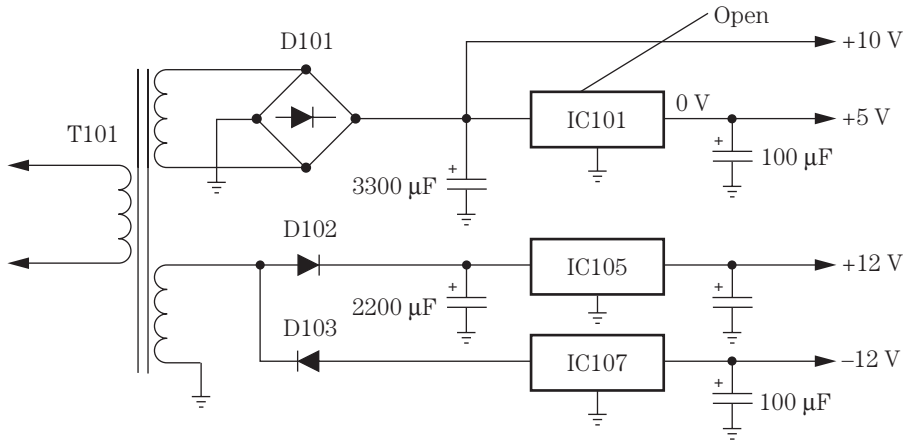 Open
D101
+10 V
IC101
0 V
+5 V
T101
+
3300 µF
+
100 µF
D102
IC105
+12 V
+
2200 µF
+
D103
IC107
–12 V
+
100 µF